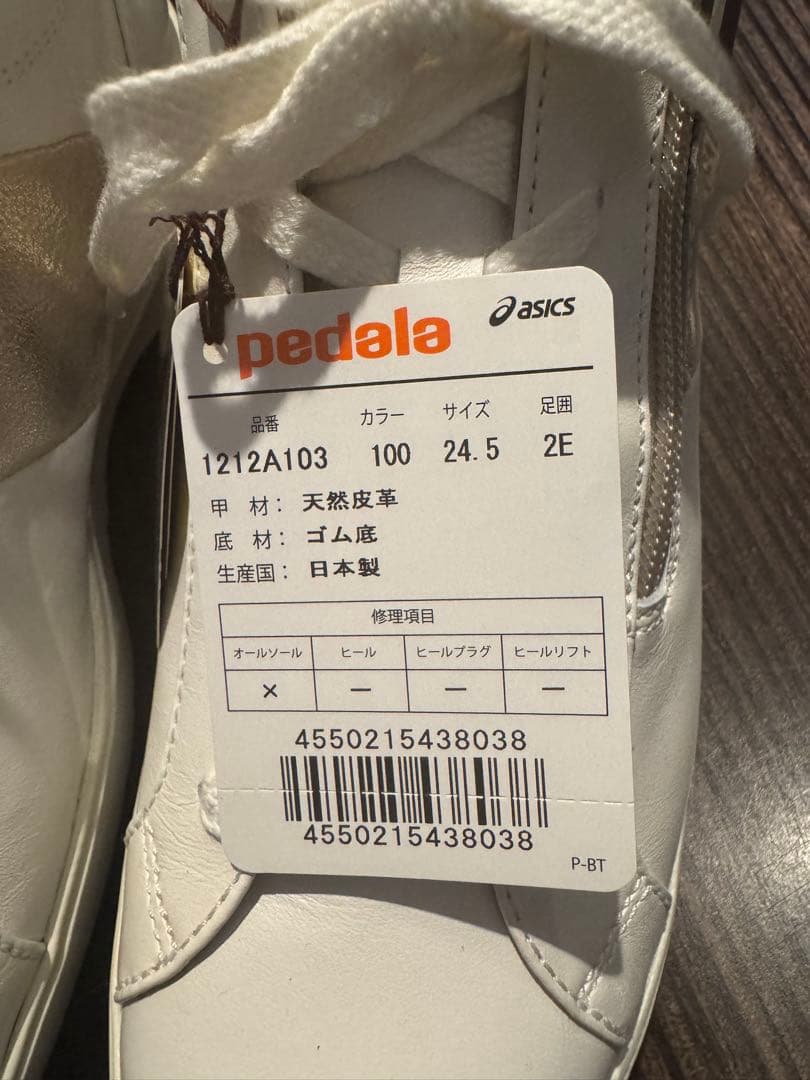 pedala asics
品番 カラー サイズ 足囲
1212A103 100 24.5 2E
甲 材： 天然皮革
底 材： ゴム底
生産国： 日本製
修理項目
オールソール ヒール ヒールプラグ ヒールリフト
× － － －
4550215438038
4550215438038
P-BT